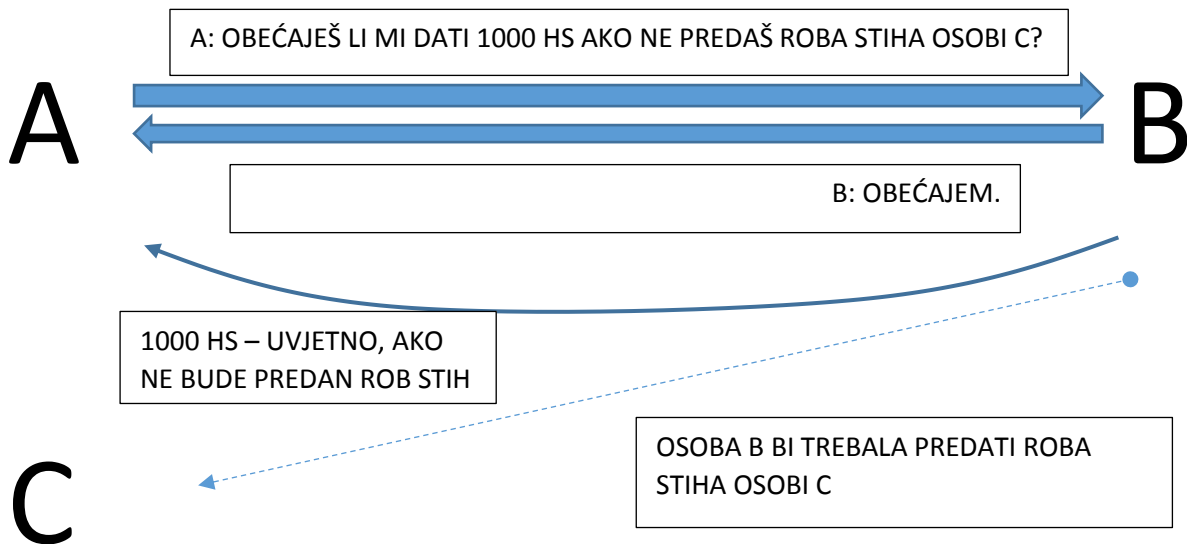 A: OBEĆAJEŠ LI MI DATI 1000 HS AKO NE PREDAŠ ROBA STIHA OSOBI C?
A
B
B: OBEĆAJEM.
1000 HS – UVJETNO, AKO
NE BUDE PREDAN ROB STIH
OSOBA B BI TREBALA PREDATI ROBA
STIHA OSOBI C
C